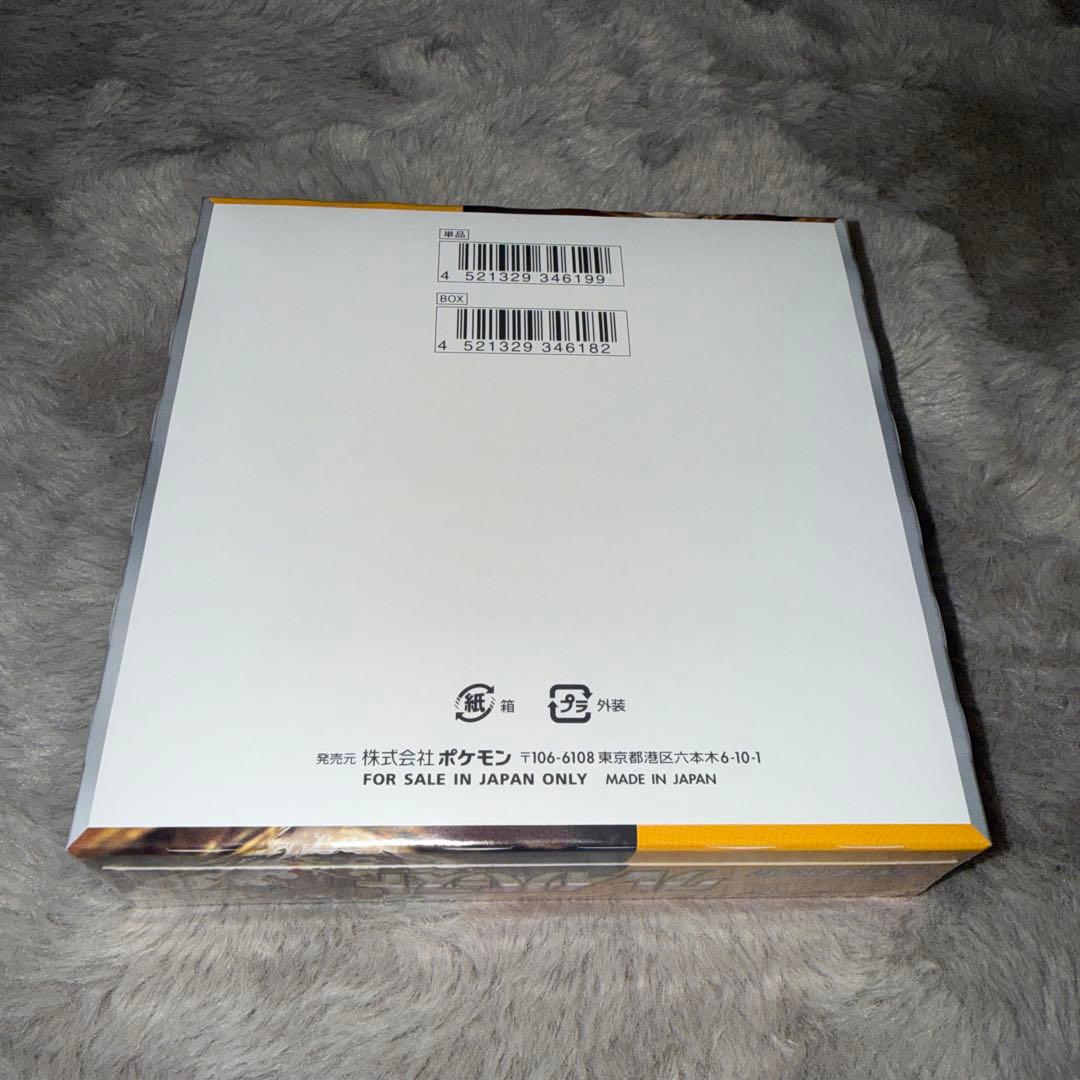 単品
4 521329 346199
BOX
4 521329 346182
紙 箱 プラ 外装
発売元 株式会社 ポケモン 〒106-6108 東京都港区六本木6-10-1
FOR SALE IN JAPAN ONLY MADE IN JAPAN